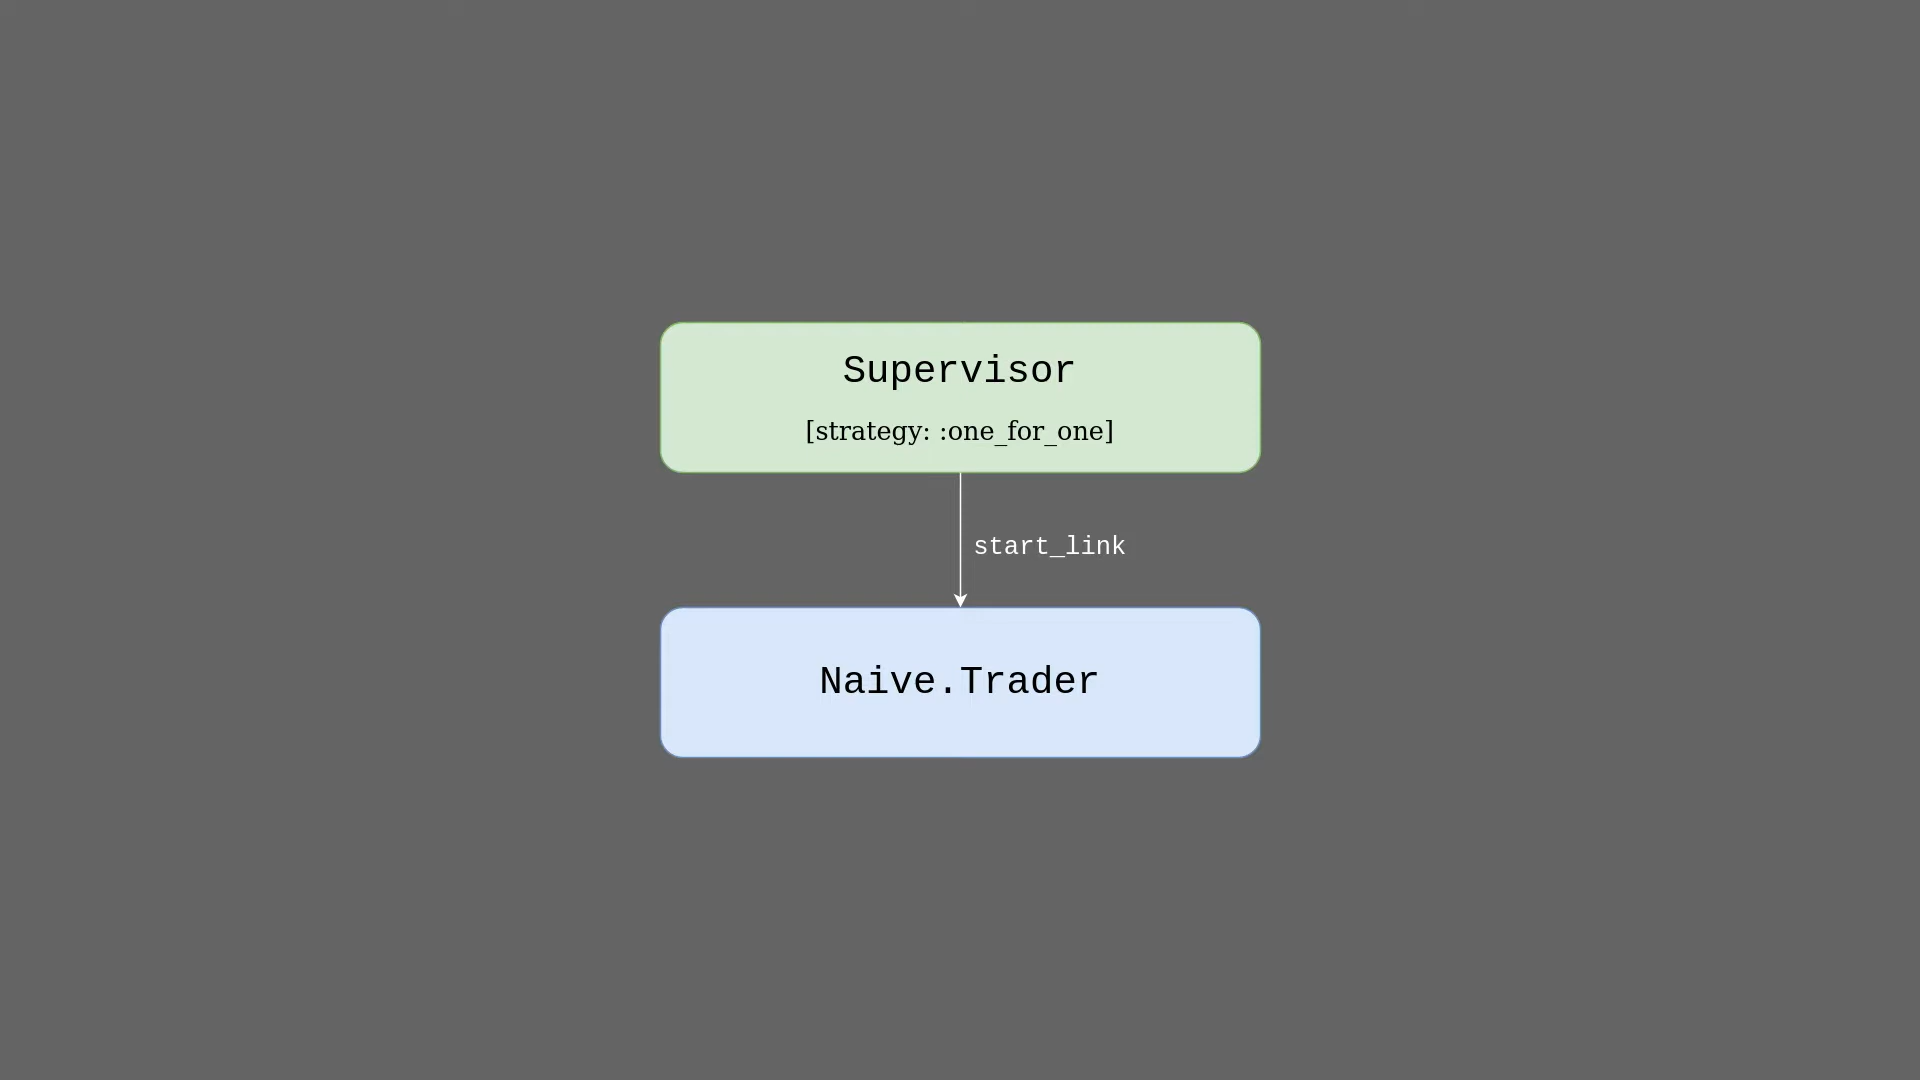 Supervisor
[strategy: :one_for_one]
start_link
Naive.Trader